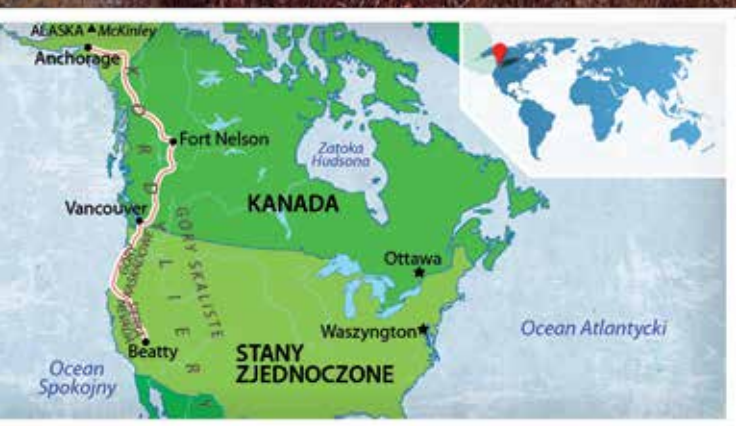 ALASKA ▲ McKinley
Anchorage
Fort Nelson
Zatoka
Hudsona
Vancouver
KANADA
KORDYLIERY
GÓRY SKALISTE
Ottawa
Waszyngton
Beatty
STANY
ZJEDNOCZONE
Ocean Atlantycki
Ocean
Spokojny